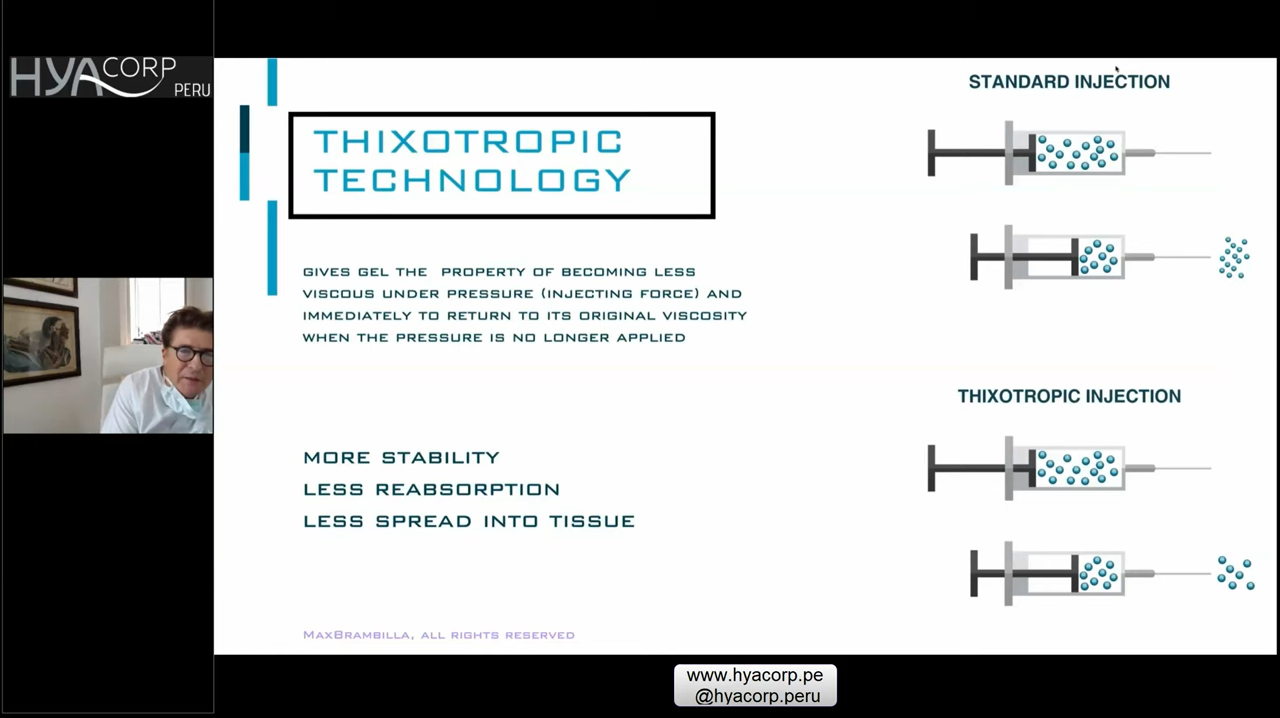 HYACORP
PERU
THIXOTROPIC
TECHNOLOGY
GIVES GEL THE PROPERTY OF BECOMING LESS
VISCOUS UNDER PRESSURE (INJECTING FORCE) AND
IMMEDIATELY TO RETURN TO ITS ORIGINAL VISCOSITY
WHEN THE PRESSURE IS NO LONGER APPLIED
MORE STABILITY
LESS REABSORPTION
LESS SPREAD INTO TISSUE
MAXBRAMBILLA, ALL RIGHTS RESERVED
STANDARD INJECTION
THIXOTROPIC INJECTION
www.hyacorp.pe
@hyacorp.peru